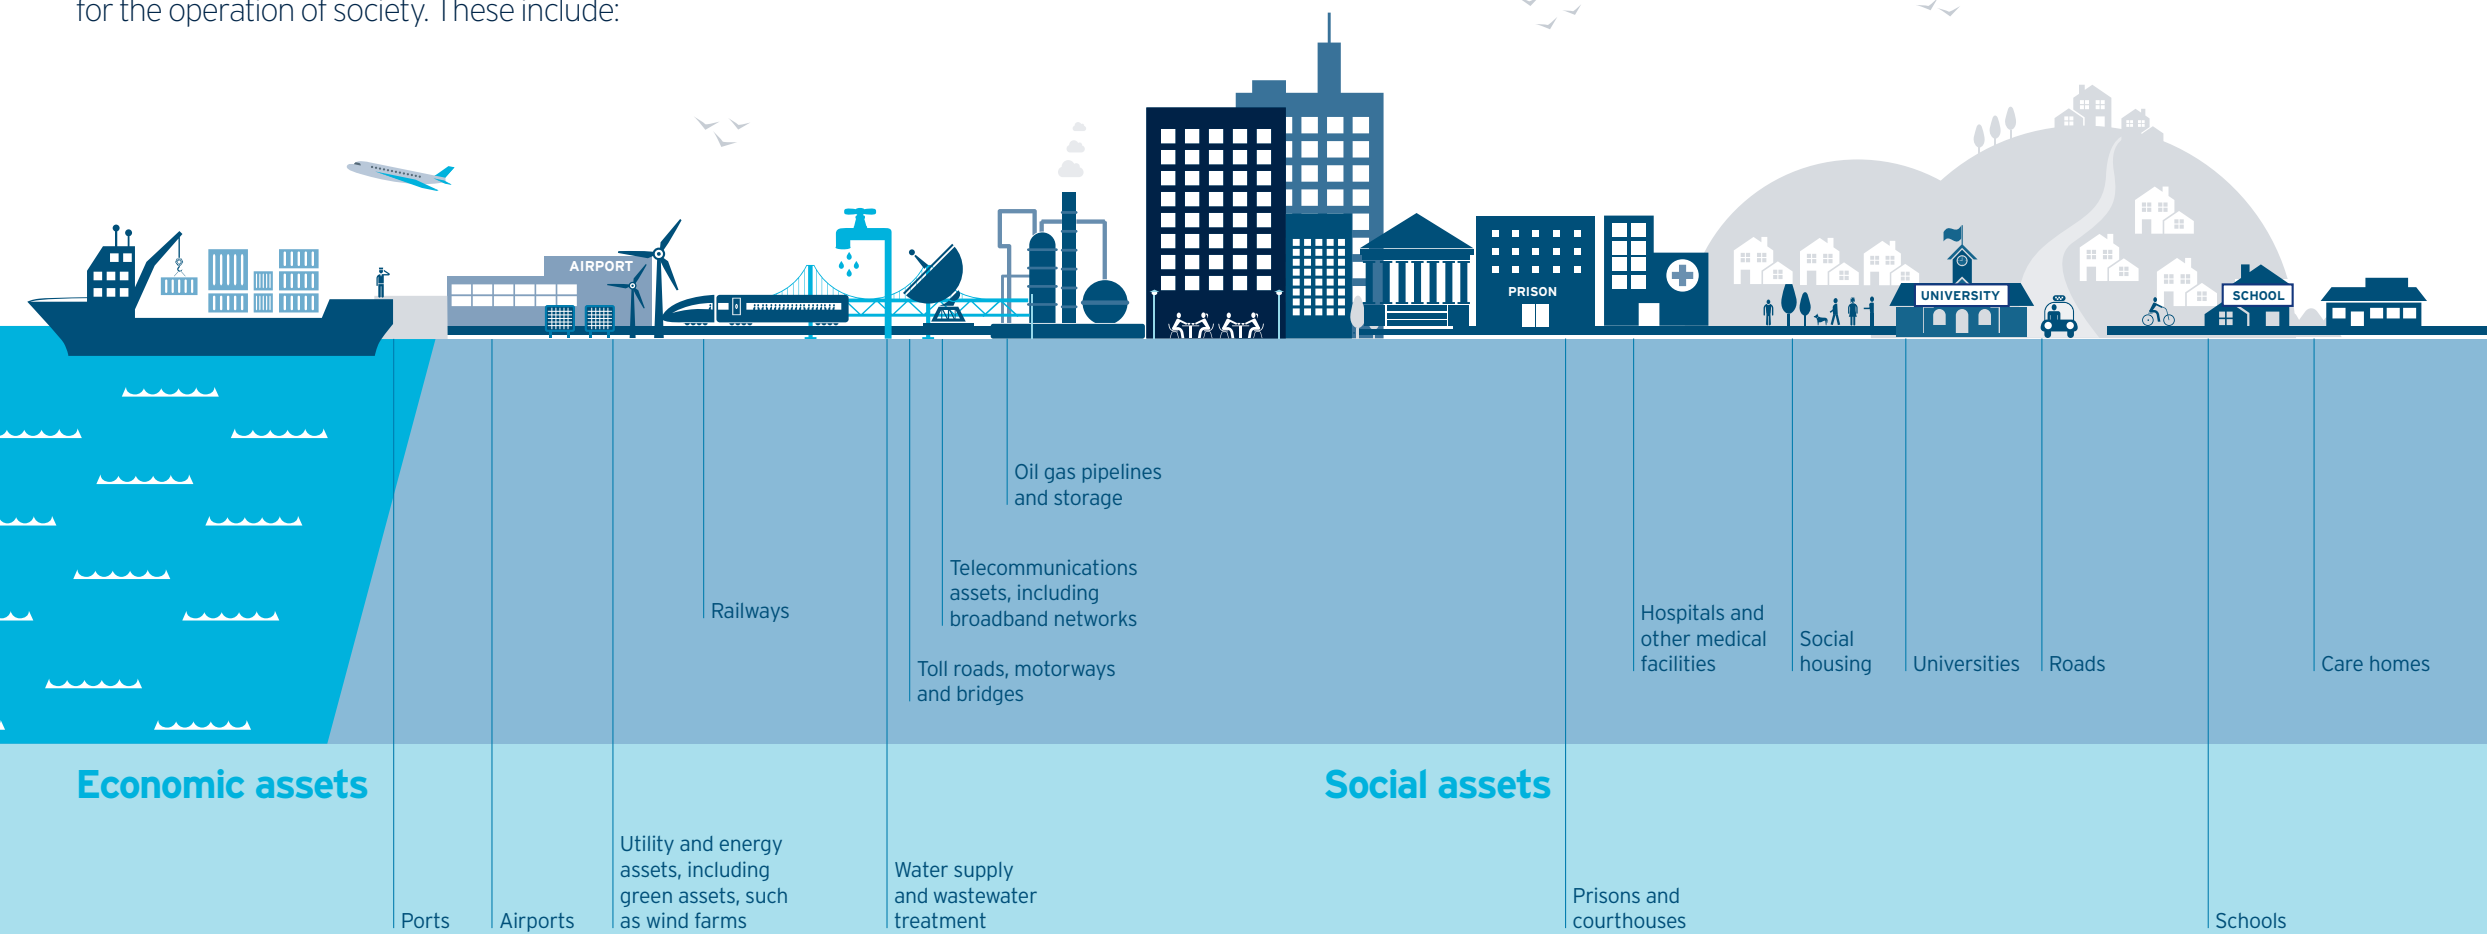 for the operation of society. These include:
AIRPORT
PRISON
UNIVERSITY
SCHOOL
Oil gas pipelines
and storage
Telecommunications
assets, including
broadband networks
Railways
Toll roads, motorways
and bridges
Hospitals and
other medical
facilities
Social
housing
Universities
Roads
Care homes
Economic assets
Social assets
Ports
Airports
Utility and energy
assets, including
green assets, such
as wind farms
Water supply
and wastewater
treatment
Prisons and
courthouses
Schools